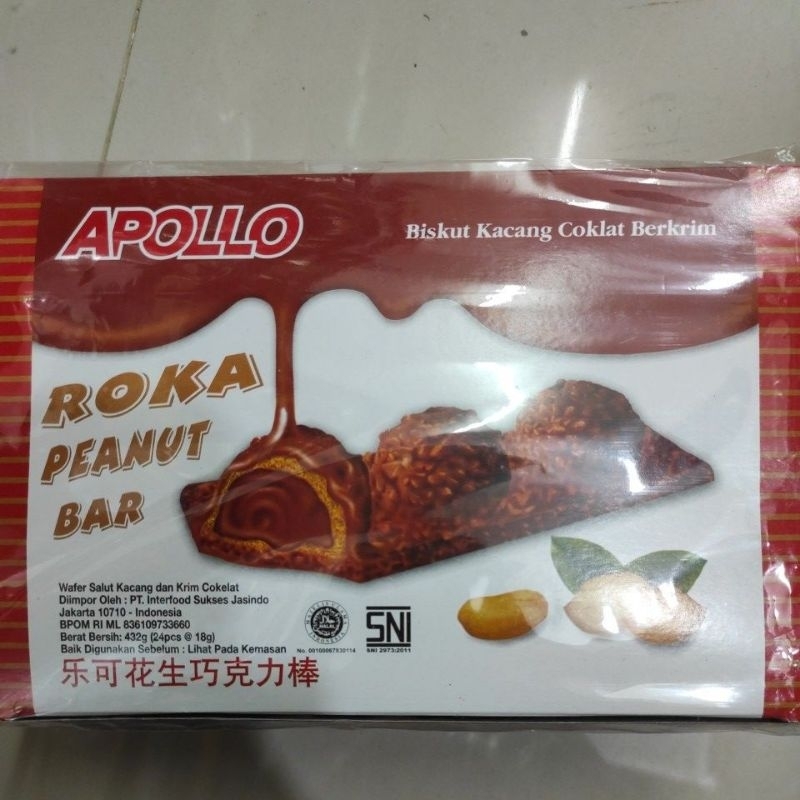 APOLLO
Biskut Kacang Coklat Berkrim
ROKA
PEANUT
BAR
Wafer Salut Kacang dan Krim Cokelat
Diimpor Oleh : PT. Interfood Sukses Jasindo
Jakarta 10710 - Indonesia
BPOM RI ML 836109733660
Berat Bersih: 432g (24pcs @ 18g)
Baik Digunakan Sebelum : Lihat Pada Kemasan
HALAL
SNI
SNI 2973:2011
乐可花生巧克力棒